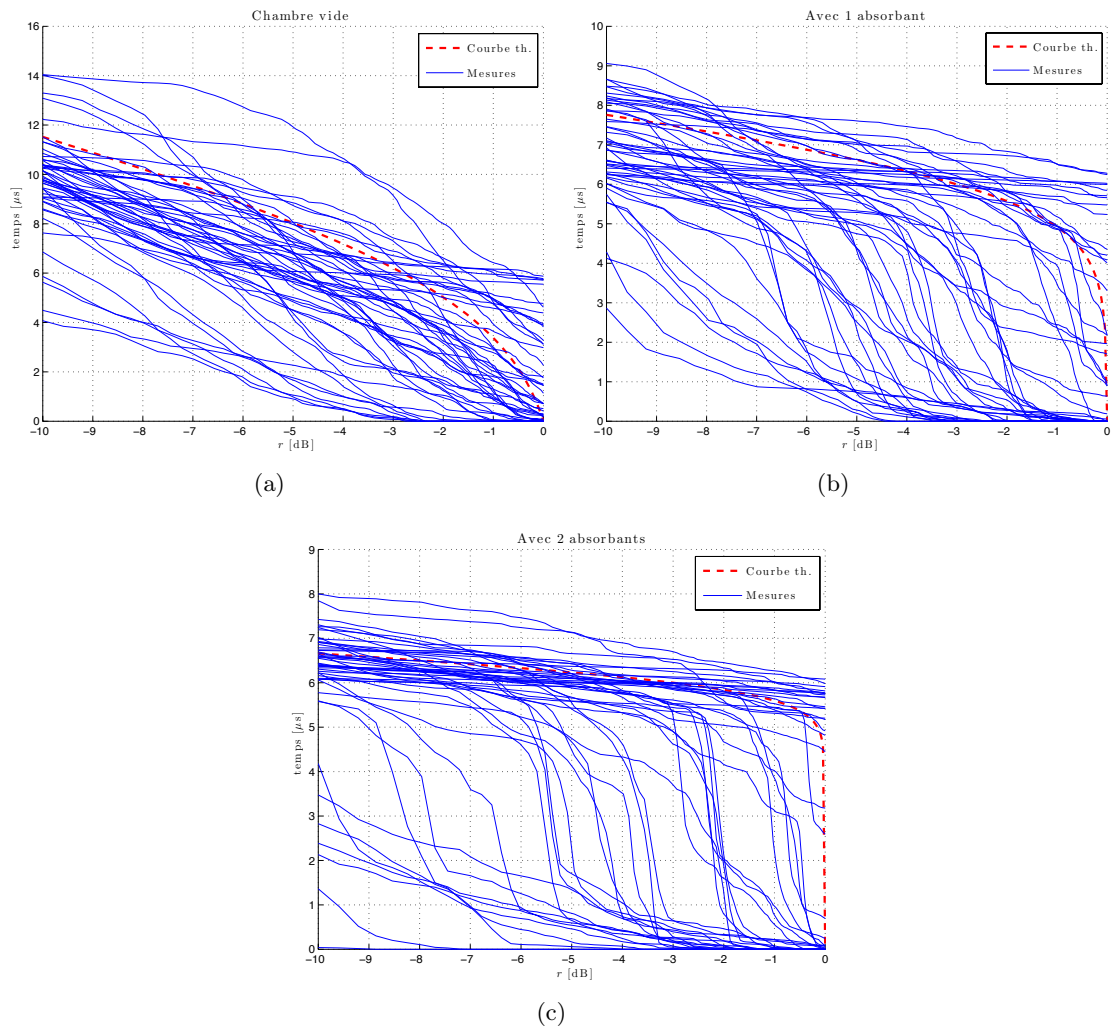 Chambre vide
16
14
12
10
8
6
4
2
0
temps [μs]
−10 −9 −8 −7 −6 −5 −4 −3 −2 −1 0
r [dB]
Courbe th.
Mesures
(a)
Avec 1 absorbant
10
9
8
7
6
5
4
3
2
1
0
temps [μs]
−10 −9 −8 −7 −6 −5 −4 −3 −2 −1 0
r [dB]
Courbe th.
Mesures
(b)
Avec 2 absorbants
9
8
7
6
5
4
3
2
1
0
temps [μs]
−10 −9 −8 −7 −6 −5 −4 −3 −2 −1 0
r [dB]
Courbe th.
Mesures
(c)